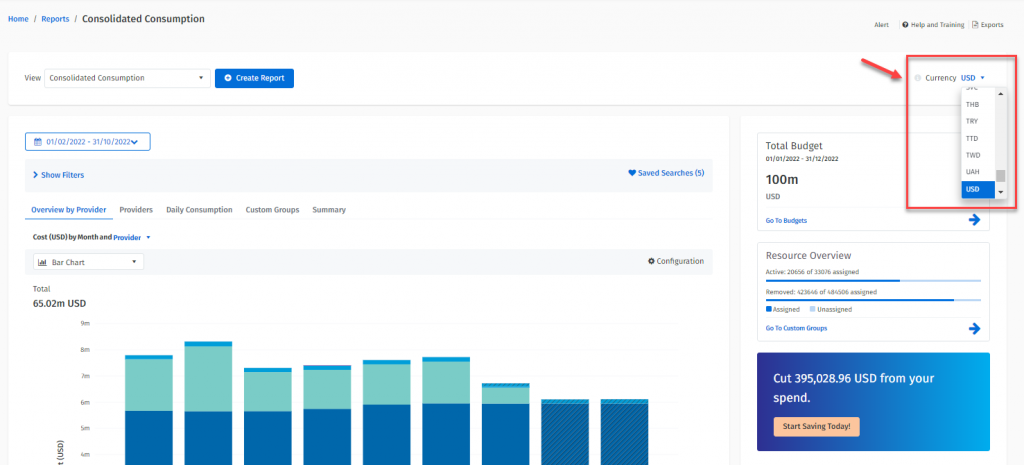 Home / Reports / Consolidated Consumption
Alert Help and Training Exports
View Consolidated Consumption Create Report
Currency USD
SVC
THB
TRY
TTD
TWD
UAH
USD
01/02/2022 - 31/10/2022
Show Filters
Saved Searches (5)
Overview by Provider Providers Daily Consumption Custom Groups Summary
Cost (USD) by Month and Provider
Bar Chart
Configuration
Total
65.02m USD
9m
8m
7m
6m
5m
4m
(USD)
Total Budget
01/01/2022 - 31/12/2022
100m
USD
Go To Budgets
Resource Overview
Active: 20656 of 33076 assigned
Removed: 423646 of 484506 assigned
Assigned Unassigned
Go To Custom Groups
Cut 395,028.96 USD from your
spend.
Start Saving Today!